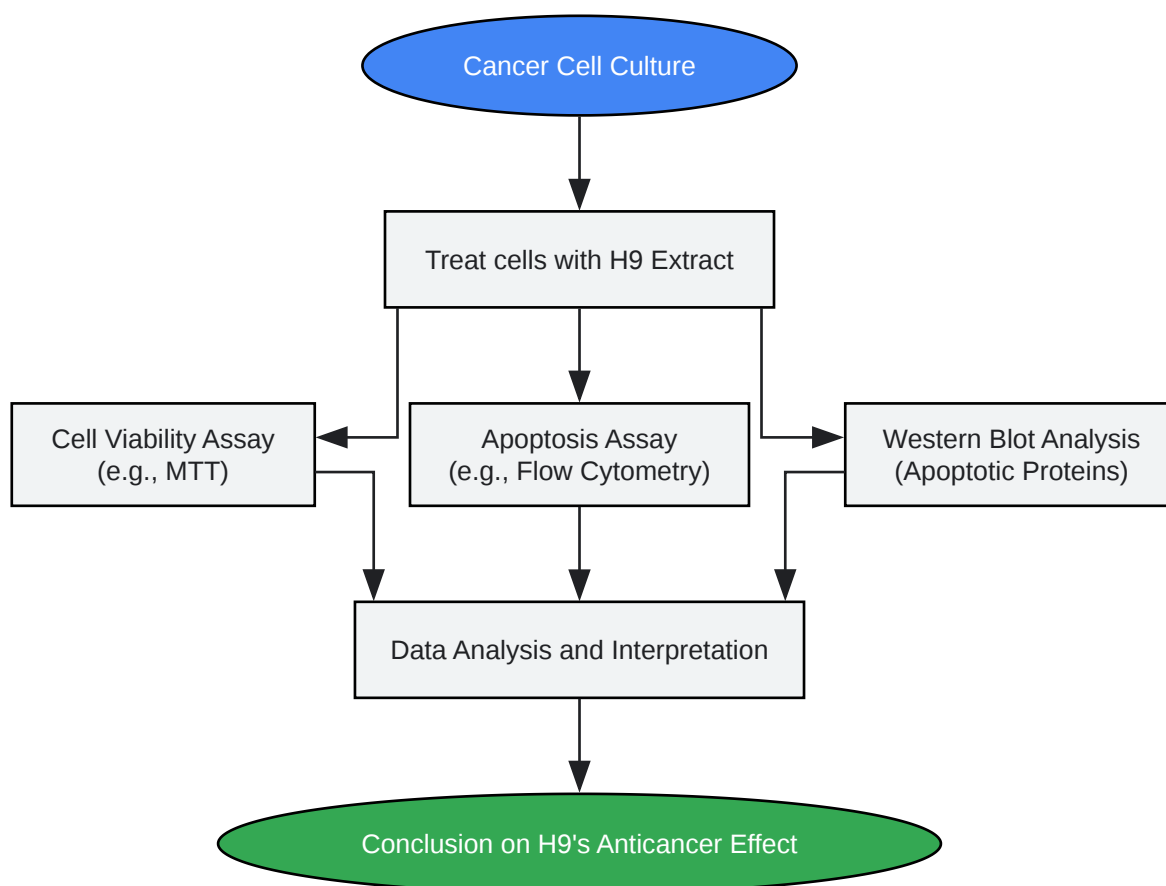 Cancer Cell Culture
Treat cells with H9 Extract
Cell Viability Assay
(e.g., MTT)
Apoptosis Assay
(e.g., Flow Cytometry)
Western Blot Analysis
(Apoptotic Proteins)
Data Analysis and Interpretation
Conclusion on H9's Anticancer Effect